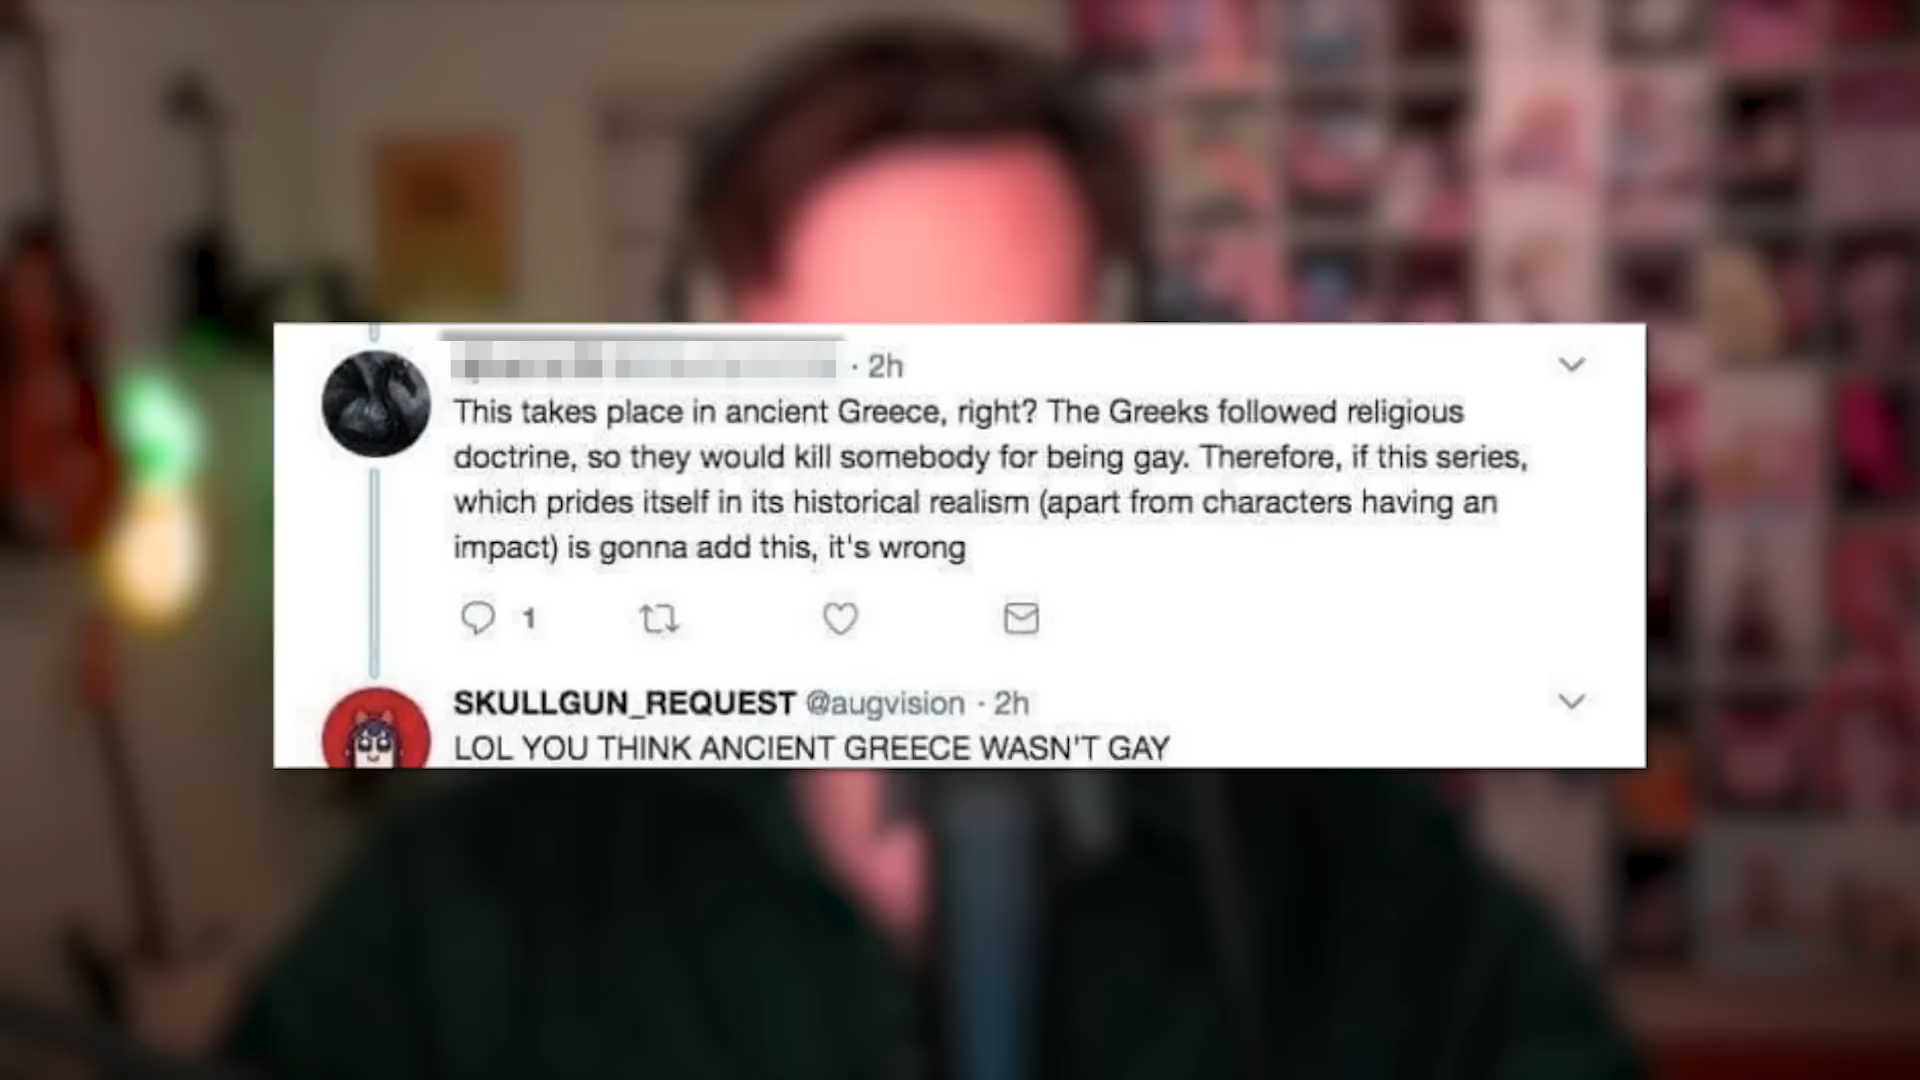 · 2h
This takes place in ancient Greece, right? The Greeks followed religious
doctrine, so they would kill somebody for being gay. Therefore, if this series,
which prides itself in its historical realism (apart from characters having an
impact) is gonna add this, it's wrong
1
SKULLGUN_REQUEST @augvision · 2h
LOL YOU THINK ANCIENT GREECE WASN'T GAY